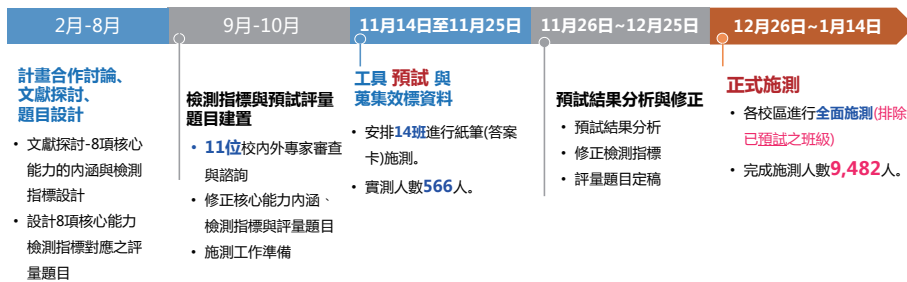 2月-8月
9月-10月
11月14日至11月25日
11月26日~12月25日
12月26日~1月14日
計畫合作討論、
文獻探討、
題目設計
• 文獻探討-8項核心
能力的內涵與檢測
指標設計
• 設計8項核心能力
檢測指標對應之評
量題目
檢測指標與預試評量
題目建置
• 11位校內外專家審查
與諮詢
• 修正核心能力內涵、
檢測指標與評量題目
• 施測工作準備
工具 預試 與
蒐集效標資料
• 安排14班進行紙筆(答案
卡)施測。
• 實測人數566人。
預試結果分析與修正
• 預試結果分析
• 修正檢測指標
• 評量題目定稿
正式施測
• 各校區進行全面施測(排除
已預試之班級)
• 完成施測人數9,482人。